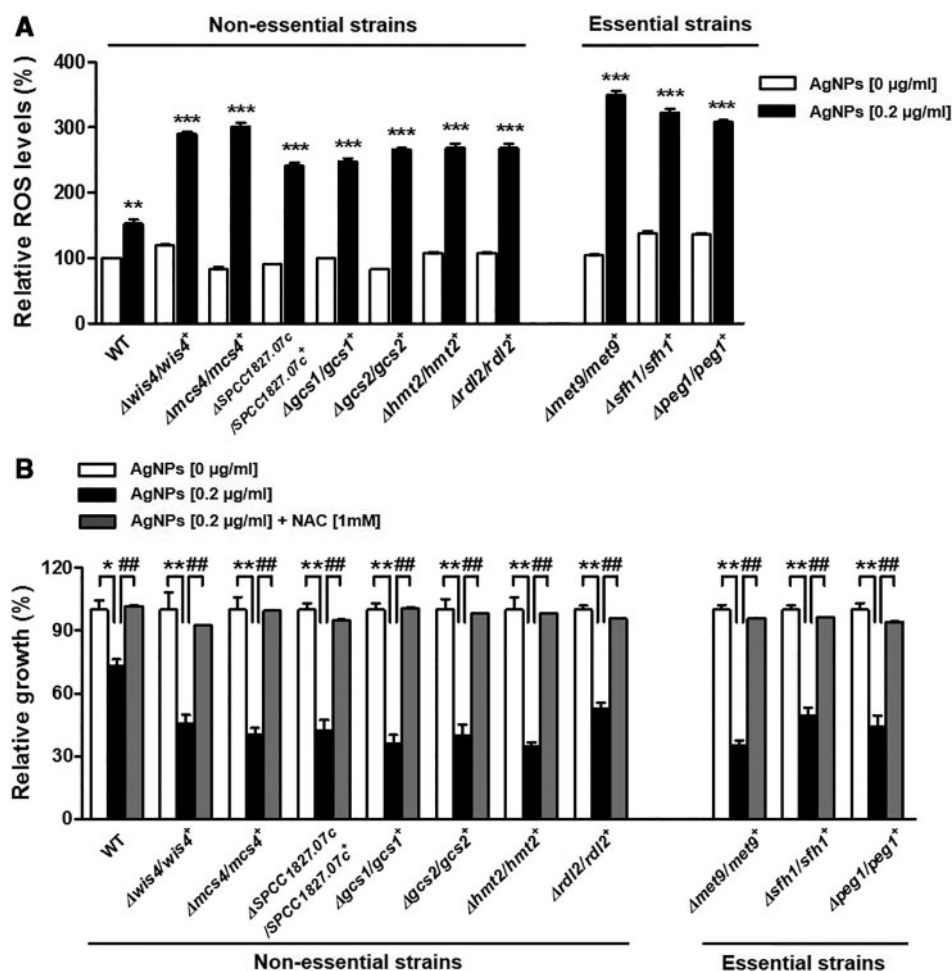 A
Non-essential strains
Essential strains
Relative ROS levels (%)
400
300
200
100
0
** *** *** *** *** *** *** *** *** *** ***
AgNPs [0 µg/ml]
AgNPs [0.2 µg/ml]
WT
Δwis4/wis4+
Δmcs4/mcs4+
ΔSPCC1827.07c
/SPCC1827.07c+
Δgcs1/gcs1+
Δgcs2/gcs2+
Δhmt2/hmt2+
Δrdl2/rdl2+
Δmet9/met9+
Δsfh1/sfh1+
Δpeg1/peg1+
B
AgNPs [0 µg/ml]
AgNPs [0.2 µg/ml]
AgNPs [0.2 µg/ml] + NAC [1mM]
Relative growth (%)
120
90
60
30
0
* ## ** ## ** ## ** ## ** ## ** ## ** ## ** ## ** ## ** ## ** ##
WT
Δwis4/wis4+
Δmcs4/mcs4+
ΔSPCC1827.07c
/SPCC1827.07c+
Δgcs1/gcs1+
Δgcs2/gcs2+
Δhmt2/hmt2+
Δrdl2/rdl2+
Δmet9/met9+
Δsfh1/sfh1+
Δpeg1/peg1+
Non-essential strains
Essential strains